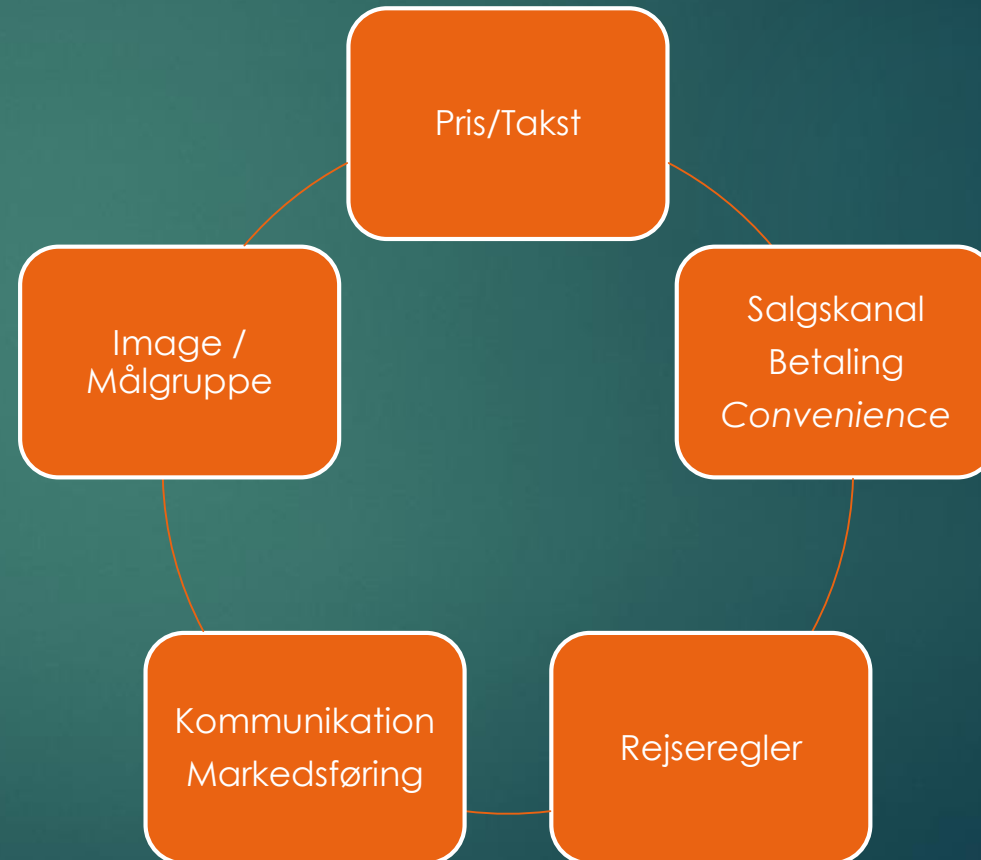 Pris/Takst
Salgskanal
Betaling
Convenience
Image /
Målgruppe
Kommunikation
Markedsføring
Rejseregler